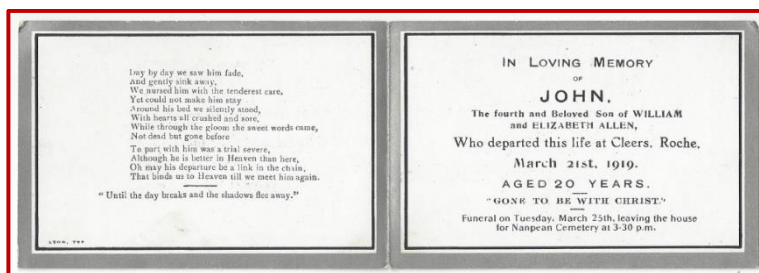 Day by day we saw him fade,
And gently sink away,
We nursed him with the tenderest care,
Yet could not make him stay
Around his bed we silently stood,
With hearts all crushed and sore,
While through the gloom the sweet words came,
Not dead but gone before
To part with him was a trial severe,
Although he is better in Heaven than here,
Oh may his departure be a link in the chain,
That binds us to Heaven till we meet him again.
"Until the day breaks and the shadows flee away."
IN LOVING MEMORY
OF
JOHN,
The fourth and Beloved Son of WILLIAM
and ELIZABETH ALLEN,
Who departed this life at Cleers, Roche,
March 21st, 1919.
AGED 20 YEARS.
"GONE TO BE WITH CHRIST."
Funeral on Tuesday, March 25th, leaving the house
for Nanpean Cemetery at 3-30 p.m.